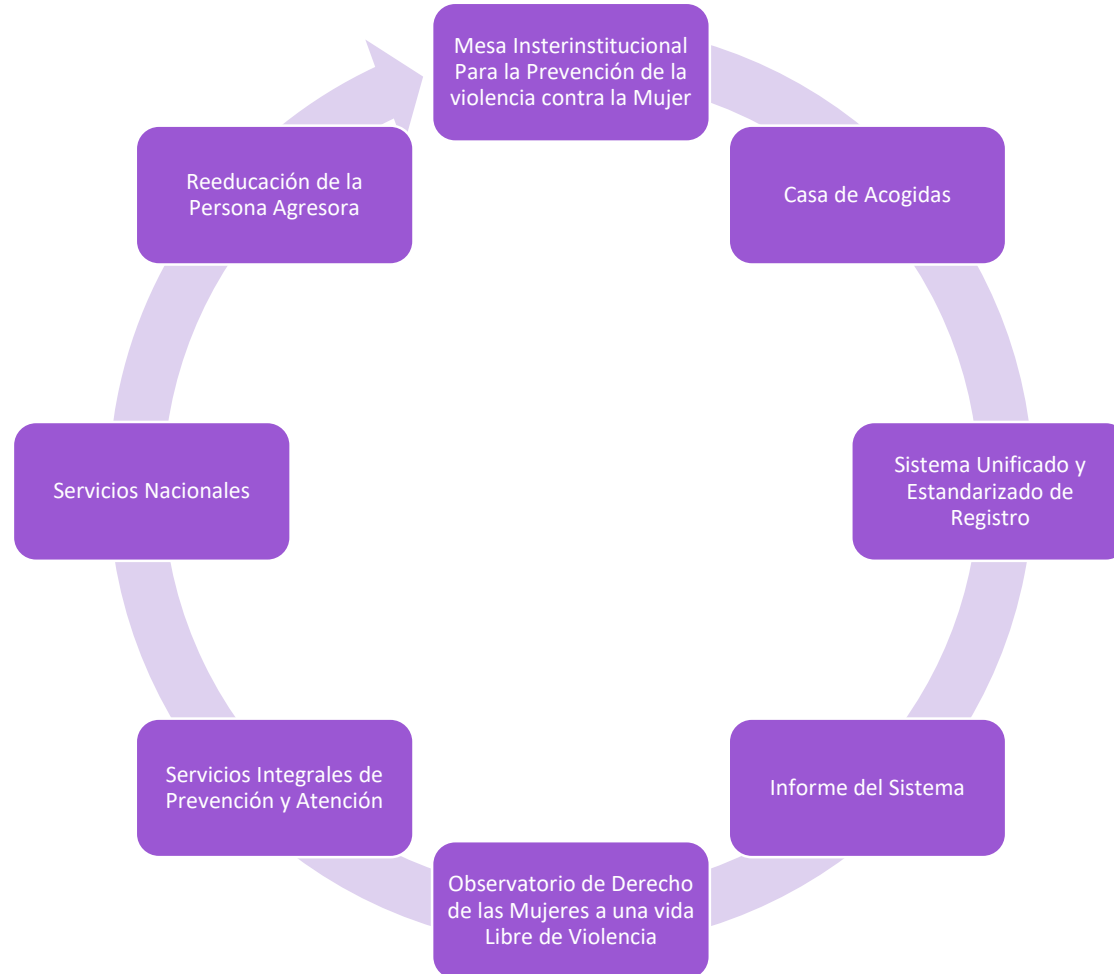 Mesa Insterinstitucional
Para la Prevención de la
violencia contra la Mujer
Casa de Acogidas
Sistema Unificado y
Estandarizado de
Registro
Informe del Sistema
Observatorio de Derecho
de las Mujeres a una vida
Libre de Violencia
Servicios Integrales de
Prevención y Atención
Servicios Nacionales
Reeducación de la
Persona Agresora